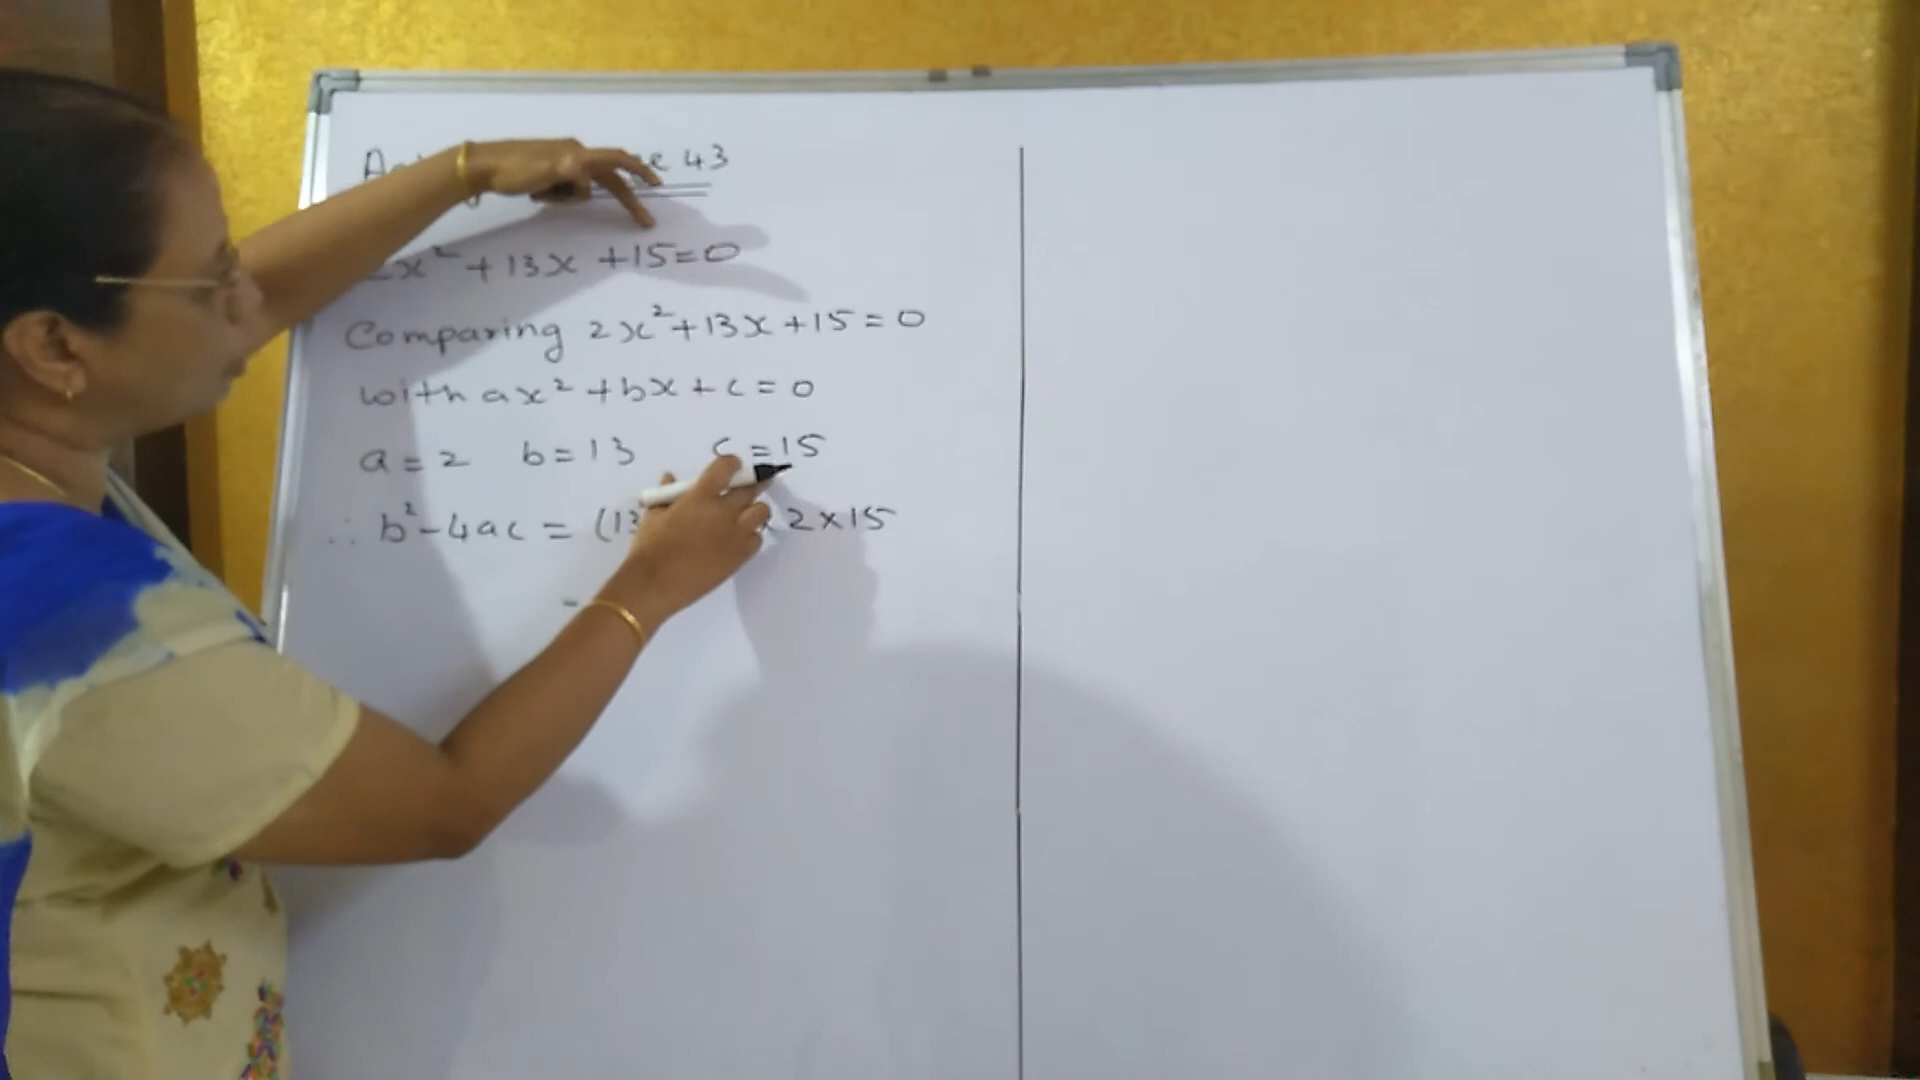 43
x² + 13x + 15 = 0
Comparing 2x² + 13x + 15 = 0
with ax² + bx + c = 0
a = 2 b = 13 c = 15
∴ b² - 4ac = (13 x 2 x 15
=